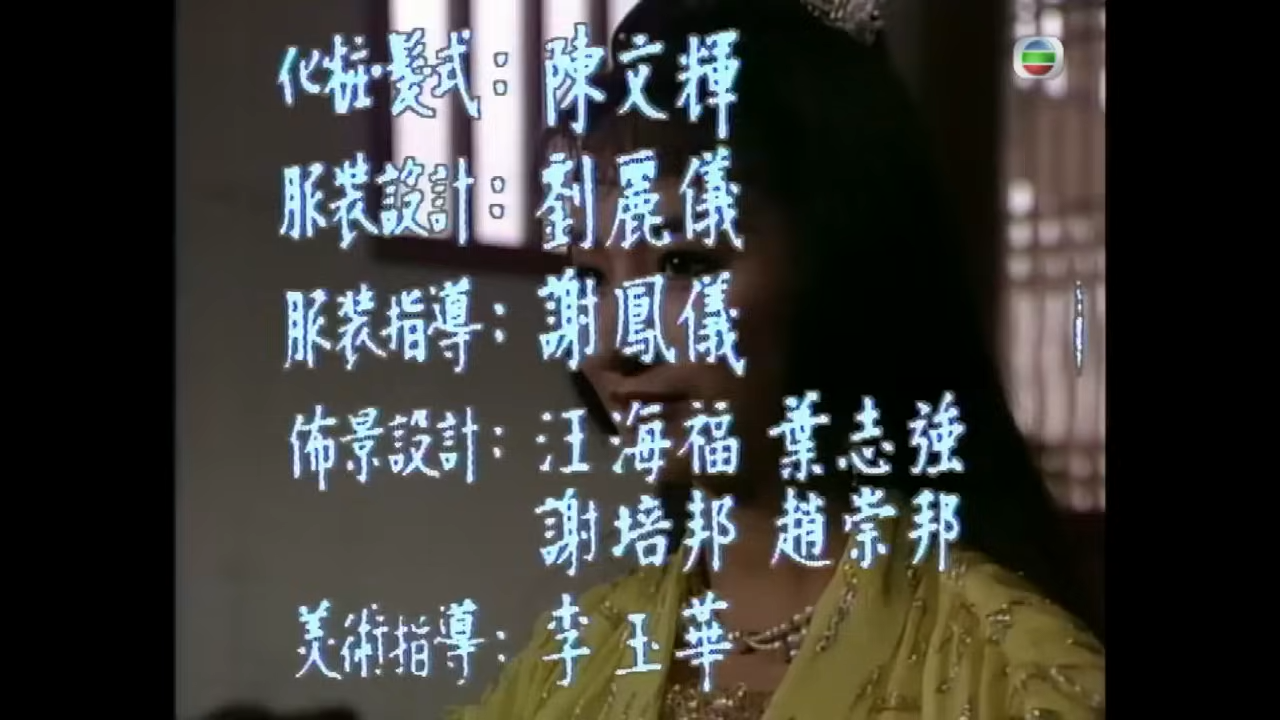 化粧·髮式：陳文輝
服裝設計：劉麗儀
服裝指導：謝鳳儀
佈景設計：汪海福 葉志強
謝培邦 趙崇邦
美術指導：李玉華